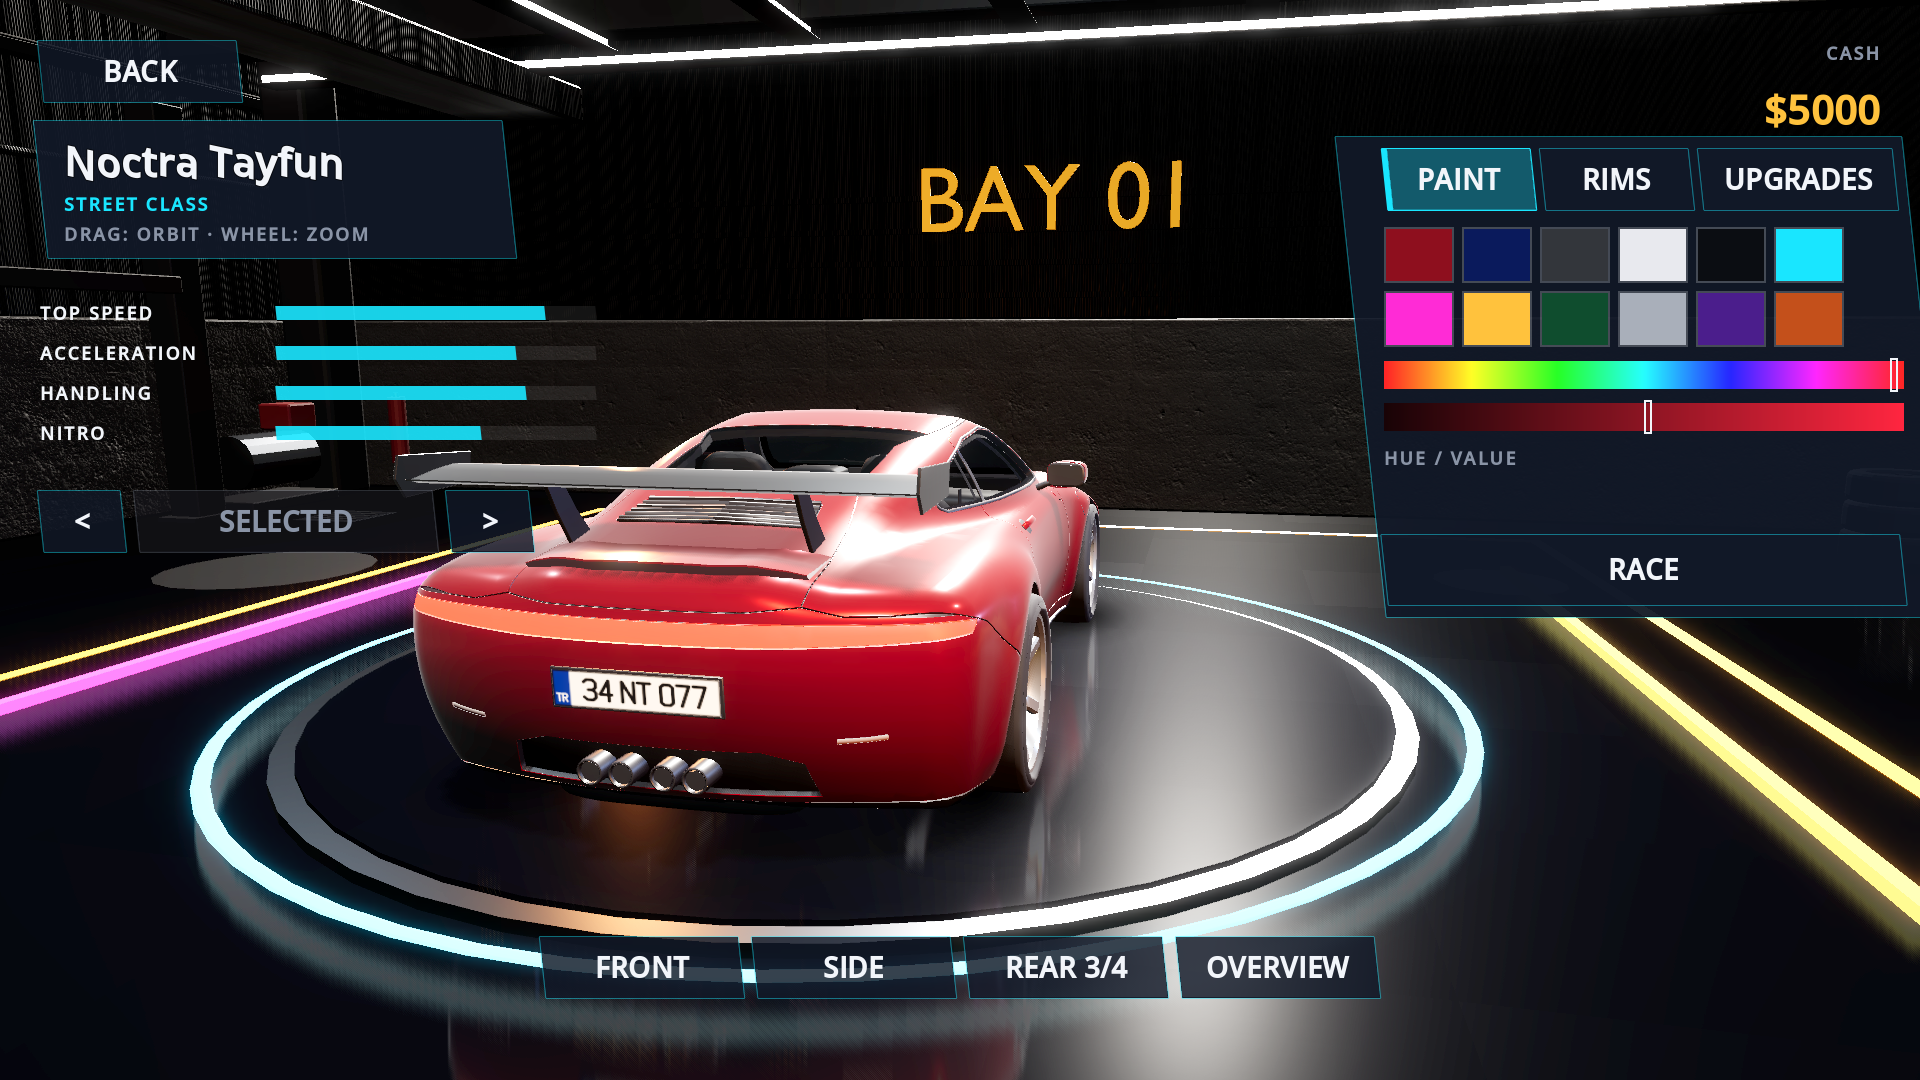 BACK
CASH
$5000
Noctra Tayfun
STREET CLASS
DRAG: ORBIT · WHEEL: ZOOM
BAY 01
PAINT
RIMS
UPGRADES
TOP SPEED
ACCELERATION
HANDLING
NITRO
HUE / VALUE
<
SELECTED
>
RACE
TR
34 NT 077
FRONT
SIDE
REAR 3/4
OVERVIEW